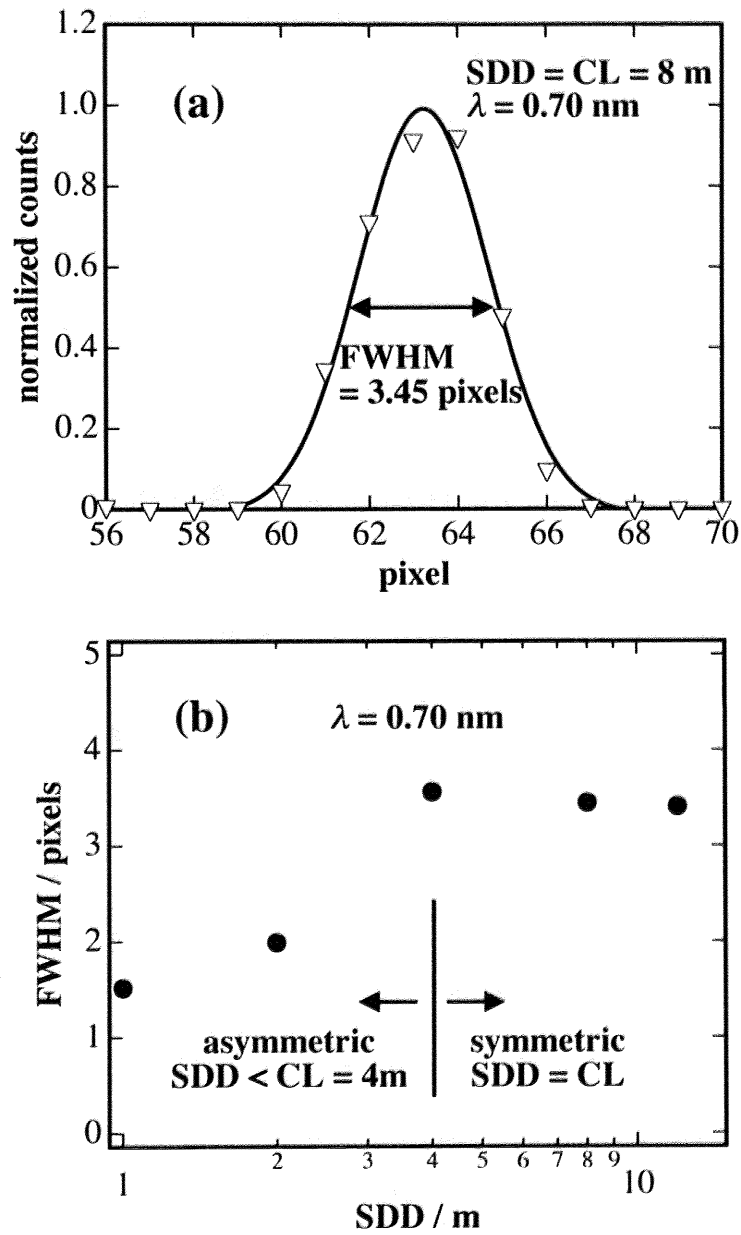 1.2
1.0
0.8
0.6
0.4
0.2
0
normalized counts
(a)
SDD = CL = 8 m
λ = 0.70 nm
FWHM
= 3.45 pixels
56 58 60 62 64 66 68 70
pixel
5
4
3
2
1
0
FWHM / pixels
(b)
λ = 0.70 nm
asymmetric
SDD < CL = 4m
symmetric
SDD = CL
2 3 4 5 6 7 8 9
1 10
SDD / m